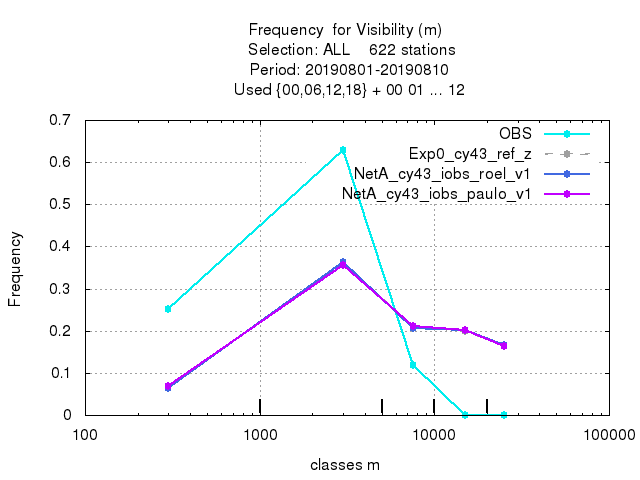 Frequency  for Visibility (m)
Selection: ALL    622 stations
Period: 20190801-20190810
Used {00,06,12,18} + 00 01 ... 12
0.7
0.6
0.5
0.4
0.3
0.2
0.1
0
Frequency
OBS
Exp0_cy43_ref_z
NetA_cy43_iobs_roel_v1
NetA_cy43_iobs_paulo_v1
100 1000 10000 100000
classes m